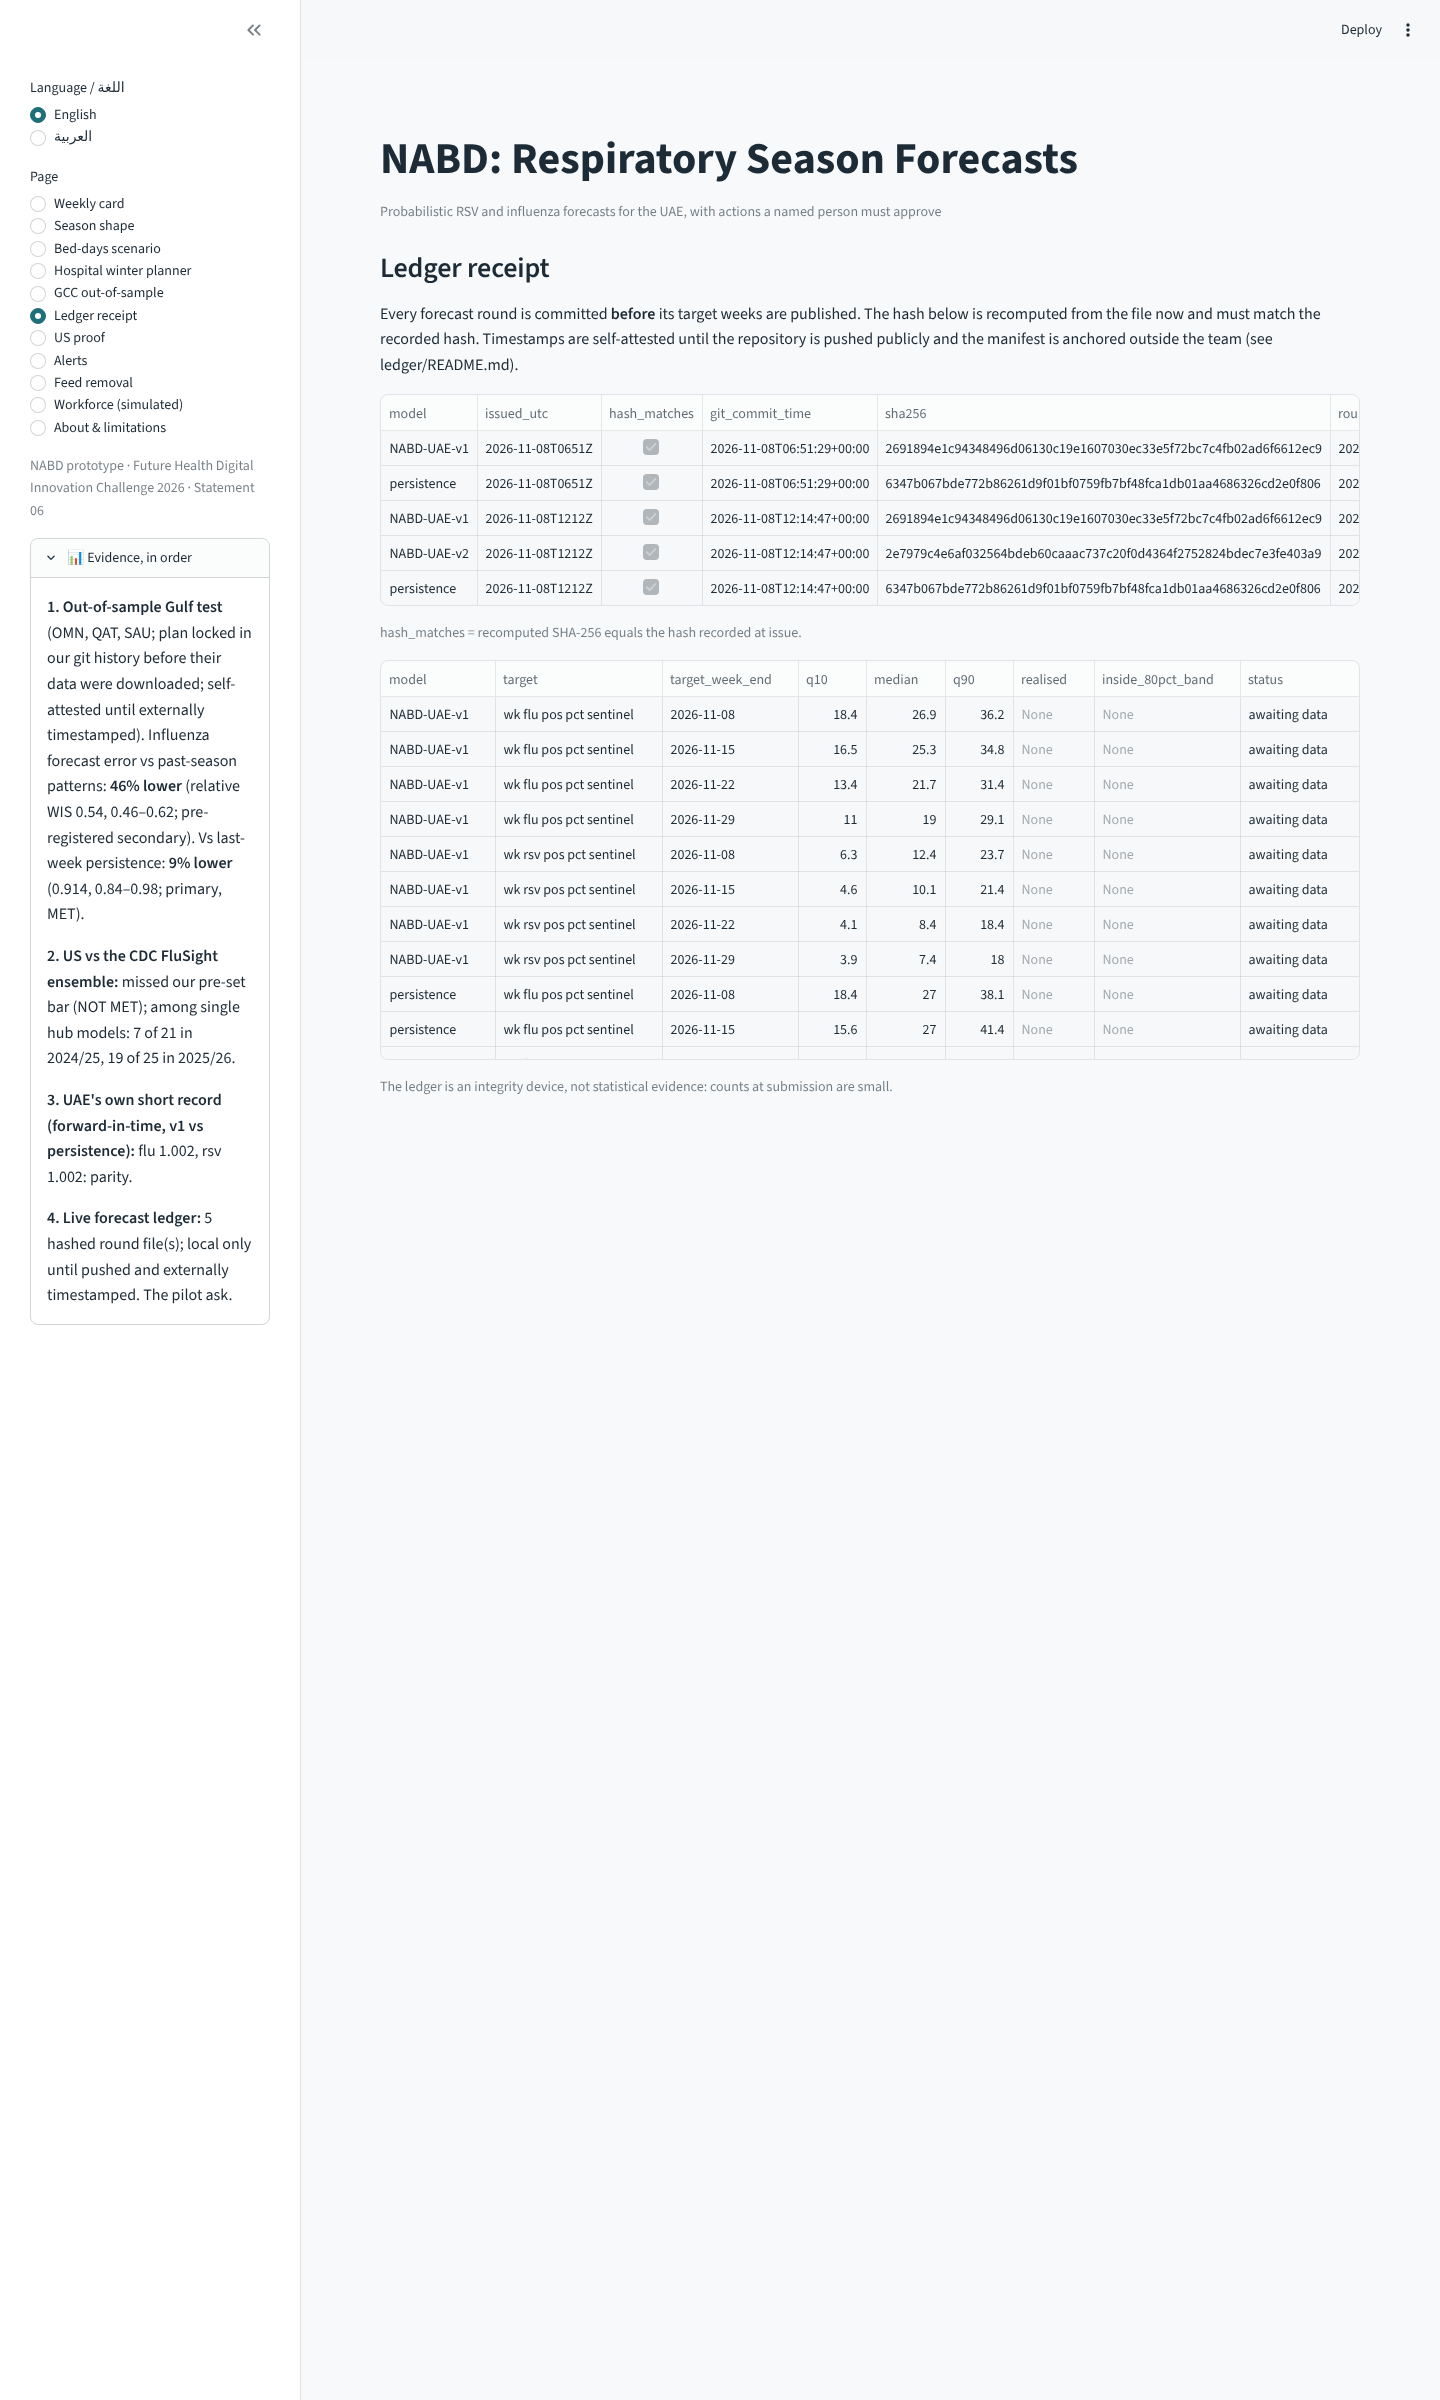 Language / اللغة
English
العربية
Page
Weekly card
Season shape
Bed-days scenario
Hospital winter planner
GCC out-of-sample
Ledger receipt
US proof
Alerts
Feed removal
Workforce (simulated)
About & limitations
NABD prototype · Future Health Digital
Innovation Challenge 2026 · Statement
06
📊 Evidence, in order
1. Out-of-sample Gulf test
(OMN, QAT, SAU; plan locked in
our git history before their
data were downloaded; self-
attested until externally
timestamped). Influenza
forecast error vs past-season
patterns: 46% lower (relative
WIS 0.54, 0.46–0.62; pre-
registered secondary). Vs last-
week persistence: 9% lower
(0.914, 0.84–0.98; primary,
MET).
2. US vs the CDC FluSight
ensemble: missed our pre-set
bar (NOT MET); among single
hub models: 7 of 21 in
2024/25, 19 of 25 in 2025/26.
3. UAE's own short record
(forward-in-time, v1 vs
persistence): flu 1.002, rsv
1.002: parity.
4. Live forecast ledger: 5
hashed round file(s); local only
until pushed and externally
timestamped. The pilot ask.
Deploy
NABD: Respiratory Season Forecasts
Probabilistic RSV and influenza forecasts for the UAE, with actions a named person must approve
Ledger receipt
Every forecast round is committed before its target weeks are published. The hash below is recomputed from the file now and must match the
recorded hash. Timestamps are self-attested until the repository is pushed publicly and the manifest is anchored outside the team (see
ledger/README.md).
model issued_utc hash_matches git_commit_time sha256 rou
NABD-UAE-v1 2026-11-08T0651Z 2026-11-08T06:51:29+00:00 2691894e1c94348496d06130c19e1607030ec33e5f72bc7c4fb02ad6f6612ec9 202
persistence 2026-11-08T0651Z 2026-11-08T06:51:29+00:00 6347b067bde772b86261d9f01bf0759fb7bf48fca1db01aa4686326cd2e0f806 202
NABD-UAE-v1 2026-11-08T1212Z 2026-11-08T12:14:47+00:00 2691894e1c94348496d06130c19e1607030ec33e5f72bc7c4fb02ad6f6612ec9 202
NABD-UAE-v2 2026-11-08T1212Z 2026-11-08T12:14:47+00:00 2e7979c4e6af032564bdeb60caaac737c20f0d4364f2752824bdec7e3fe403a9 202
persistence 2026-11-08T1212Z 2026-11-08T12:14:47+00:00 6347b067bde772b86261d9f01bf0759fb7bf48fca1db01aa4686326cd2e0f806 202
hash_matches = recomputed SHA-256 equals the hash recorded at issue.
model target target_week_end q10 median q90 realised inside_80pct_band status
NABD-UAE-v1 wk flu pos pct sentinel 2026-11-08 18.4 26.9 36.2 None None awaiting data
NABD-UAE-v1 wk flu pos pct sentinel 2026-11-15 16.5 25.3 34.8 None None awaiting data
NABD-UAE-v1 wk flu pos pct sentinel 2026-11-22 13.4 21.7 31.4 None None awaiting data
NABD-UAE-v1 wk flu pos pct sentinel 2026-11-29 11 19 29.1 None None awaiting data
NABD-UAE-v1 wk rsv pos pct sentinel 2026-11-08 6.3 12.4 23.7 None None awaiting data
NABD-UAE-v1 wk rsv pos pct sentinel 2026-11-15 4.6 10.1 21.4 None None awaiting data
NABD-UAE-v1 wk rsv pos pct sentinel 2026-11-22 4.1 8.4 18.4 None None awaiting data
NABD-UAE-v1 wk rsv pos pct sentinel 2026-11-29 3.9 7.4 18 None None awaiting data
persistence wk flu pos pct sentinel 2026-11-08 18.4 27 38.1 None None awaiting data
persistence wk flu pos pct sentinel 2026-11-15 15.6 27 41.4 None None awaiting data
The ledger is an integrity device, not statistical evidence: counts at submission are small.